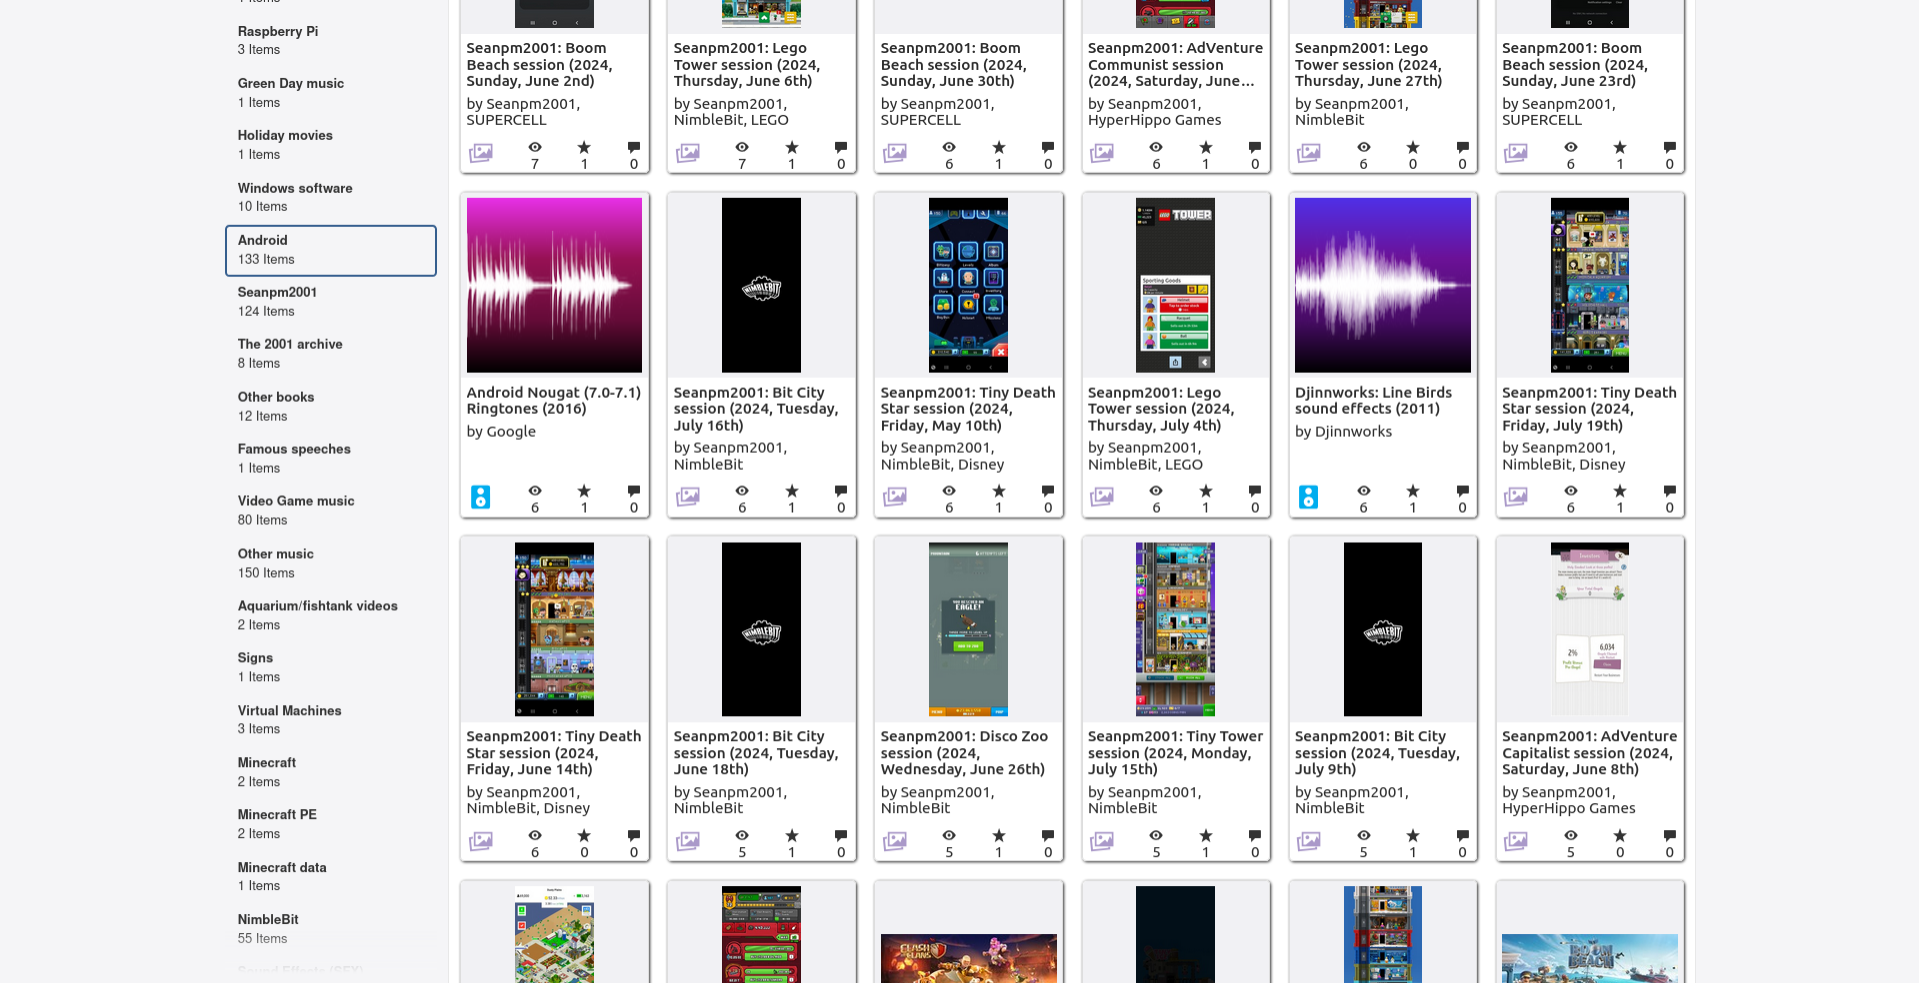 Raspberry Pi
3 Items
Green Day music
1 Items
Holiday movies
1 Items
Windows software
10 Items
Android
133 Items
Seanpm2001
124 Items
The 2001 archive
8 Items
Other books
12 Items
Famous speeches
1 Items
Video Game music
80 Items
Other music
150 Items
Aquarium/fishtank videos
2 Items
Signs
1 Items
Virtual Machines
3 Items
Minecraft
2 Items
Minecraft PE
2 Items
Minecraft data
1 Items
NimbleBit
55 Items
Seanpm2001: Boom
Beach session (2024,
Sunday, June 2nd)
by Seanpm2001,
SUPERCELL
7
1
0
Seanpm2001: Lego
Tower session (2024,
Thursday, June 6th)
by Seanpm2001,
NimbleBit, LEGO
7
1
0
Seanpm2001: Boom
Beach session (2024,
Sunday, June 30th)
by Seanpm2001,
SUPERCELL
6
1
0
Seanpm2001: AdVenture
Communist session
(2024, Saturday, June...
by Seanpm2001,
HyperHippo Games
6
1
0
Seanpm2001: Lego
Tower session (2024,
Thursday, June 27th)
by Seanpm2001,
NimbleBit
6
0
0
Seanpm2001: Boom
Beach session (2024,
Sunday, June 23rd)
by Seanpm2001,
SUPERCELL
6
1
0
Android Nougat (7.0-7.1)
Ringtones (2016)
by Google
6
1
0
NIMBLEBIT
Seanpm2001: Bit City
session (2024, Tuesday,
July 16th)
by Seanpm2001,
NimbleBit
6
1
0
Seanpm2001: Tiny Death
Star session (2024,
Friday, May 10th)
by Seanpm2001,
NimbleBit, Disney
6
1
0
LEGO TOWER
Sporting Goods
Seanpm2001: Lego
Tower session (2024,
Thursday, July 4th)
by Seanpm2001,
NimbleBit, LEGO
6
1
0
Djinnworks: Line Birds
sound effects (2011)
by Djinnworks
6
1
0
Seanpm2001: Tiny Death
Star session (2024,
Friday, July 19th)
by Seanpm2001,
NimbleBit, Disney
6
1
0
Seanpm2001: Tiny Death
Star session (2024,
Friday, June 14th)
by Seanpm2001,
NimbleBit, Disney
6
0
0
NIMBLEBIT
Seanpm2001: Bit City
session (2024, Tuesday,
June 18th)
by Seanpm2001,
NimbleBit
5
1
0
EAGLE!
Seanpm2001: Disco Zoo
session (2024,
Wednesday, June 26th)
by Seanpm2001,
NimbleBit
5
1
0
Seanpm2001: Tiny Tower
session (2024, Monday,
July 15th)
by Seanpm2001,
NimbleBit
5
1
0
NIMBLEBIT
Seanpm2001: Bit City
session (2024, Tuesday,
July 9th)
by Seanpm2001,
NimbleBit
5
1
0
2%
6,034
Seanpm2001: AdVenture
Capitalist session (2024,
Saturday, June 8th)
by Seanpm2001,
HyperHippo Games
5
0
0
CLASH
CLANS
BOOM
BEACH